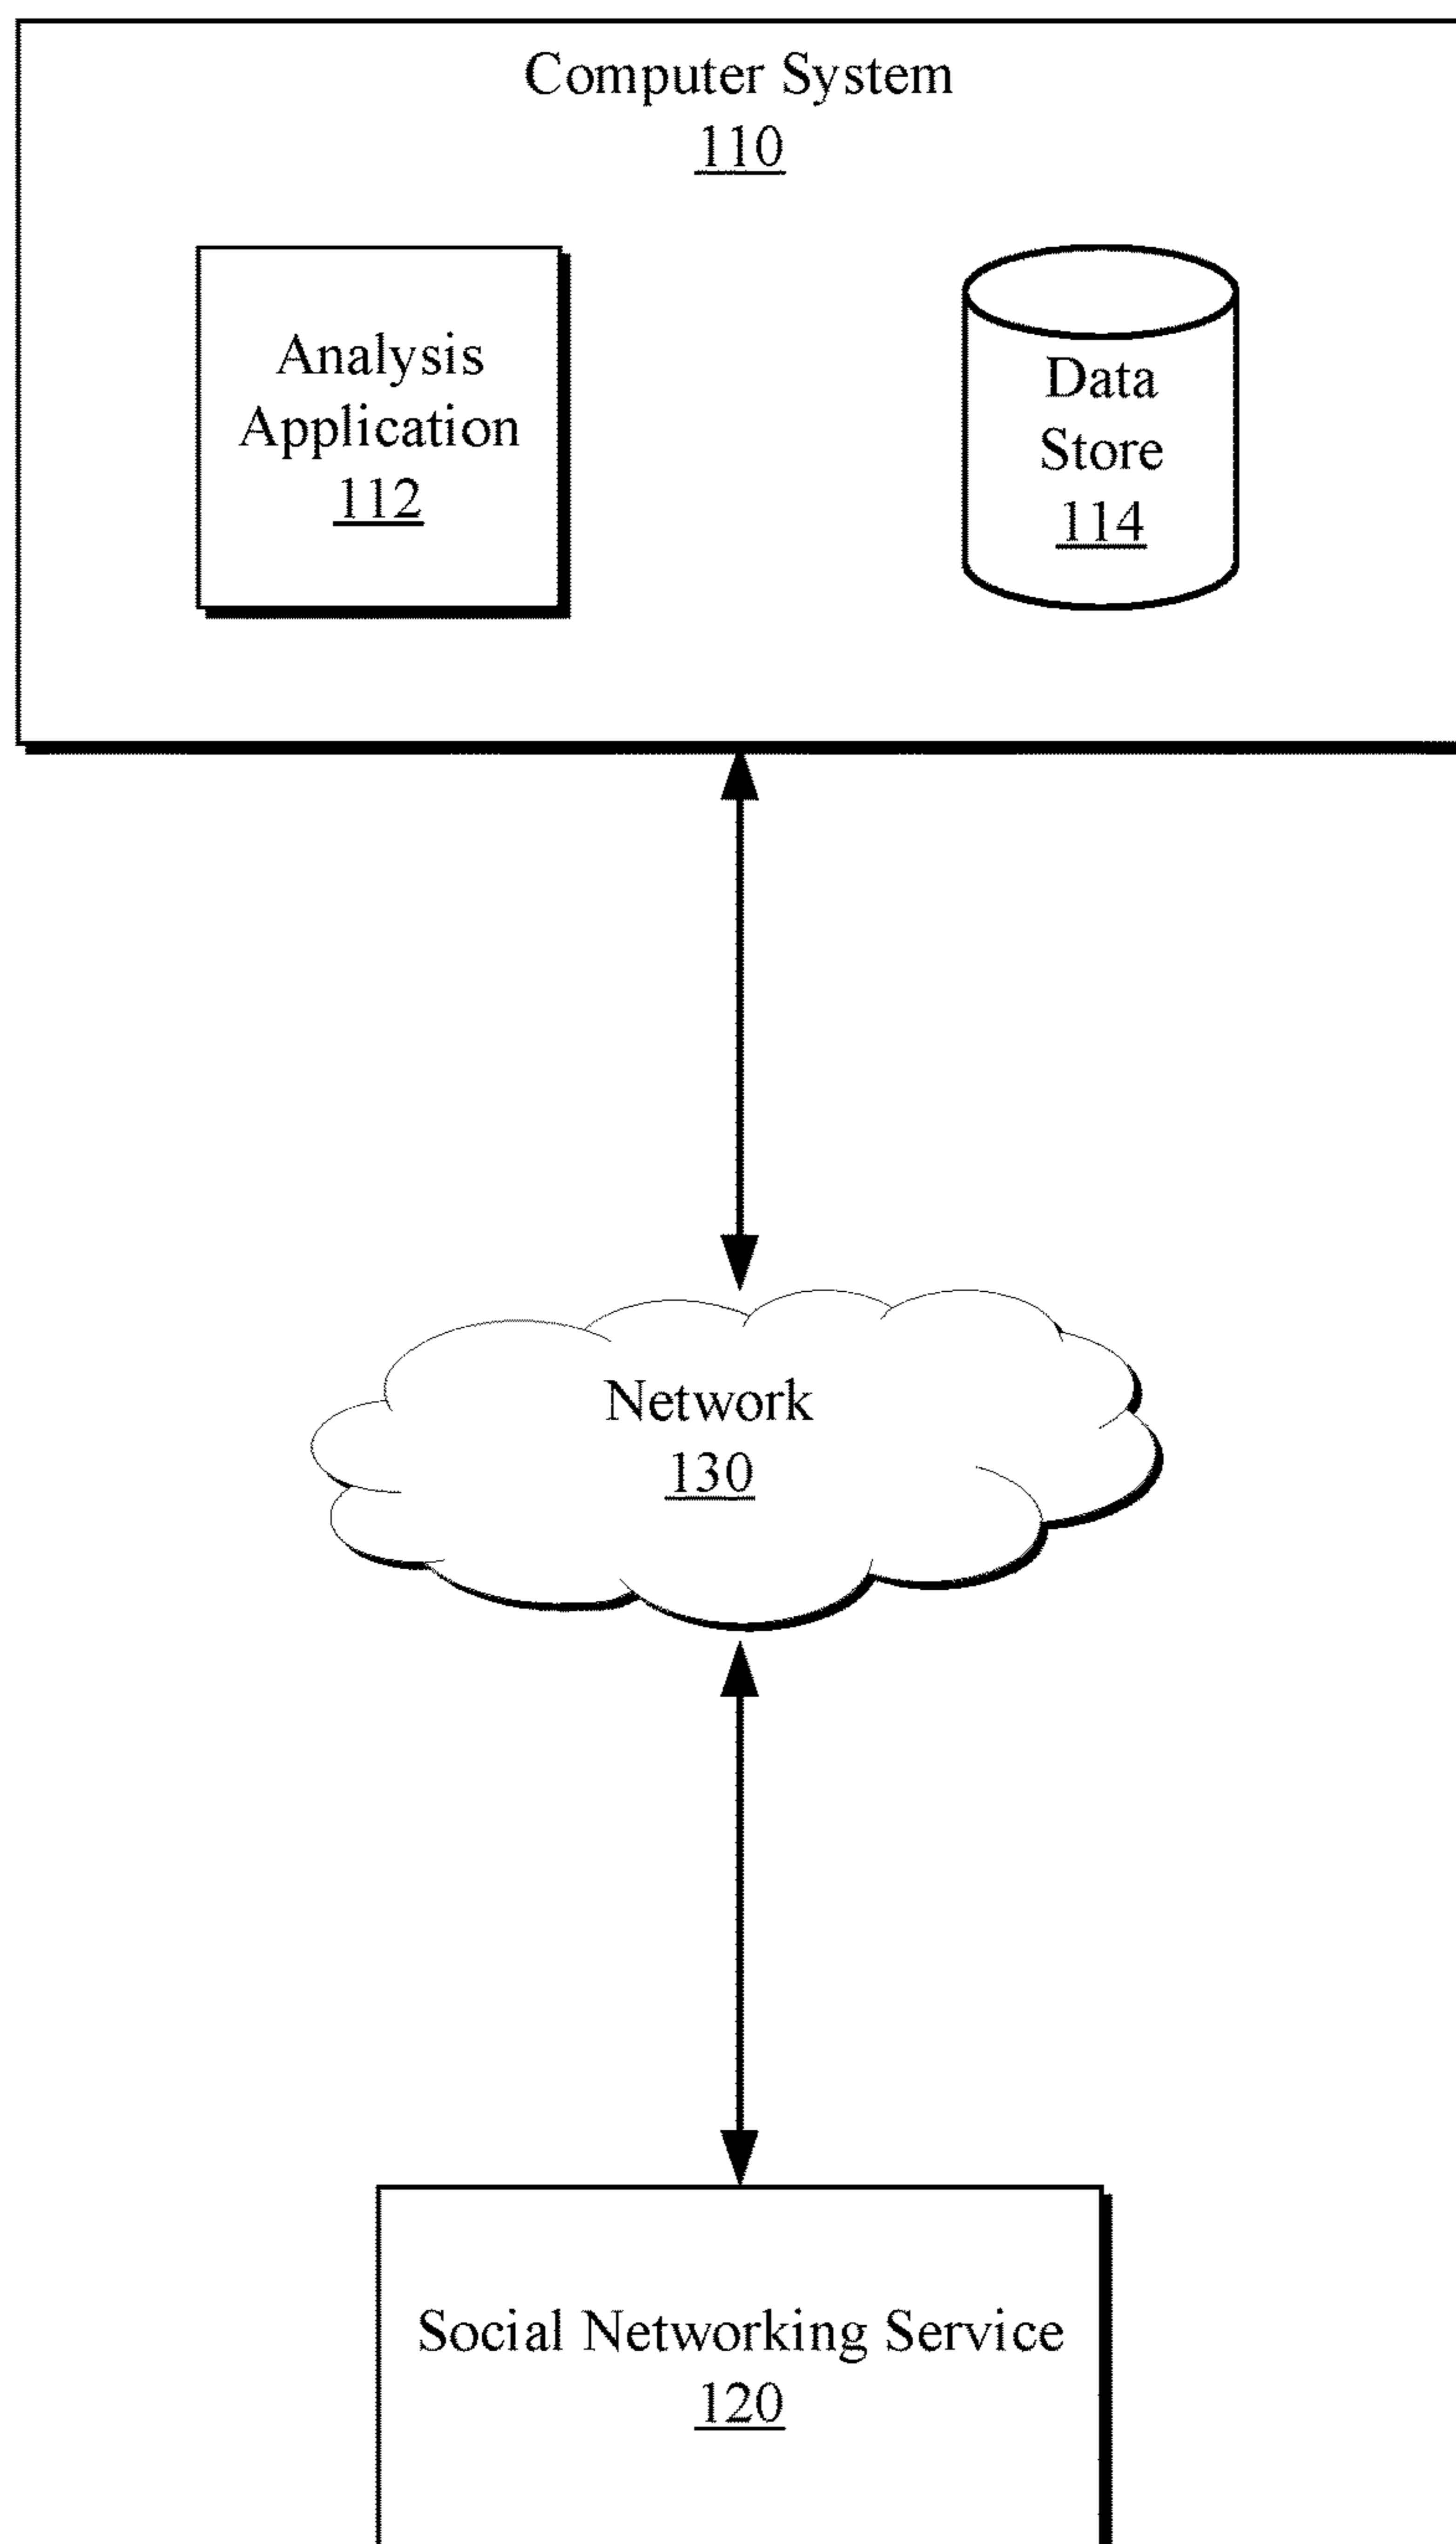 Computer System
110
Analysis
Application
112
Data
Store
114
Network
130
Social Networking Service
120